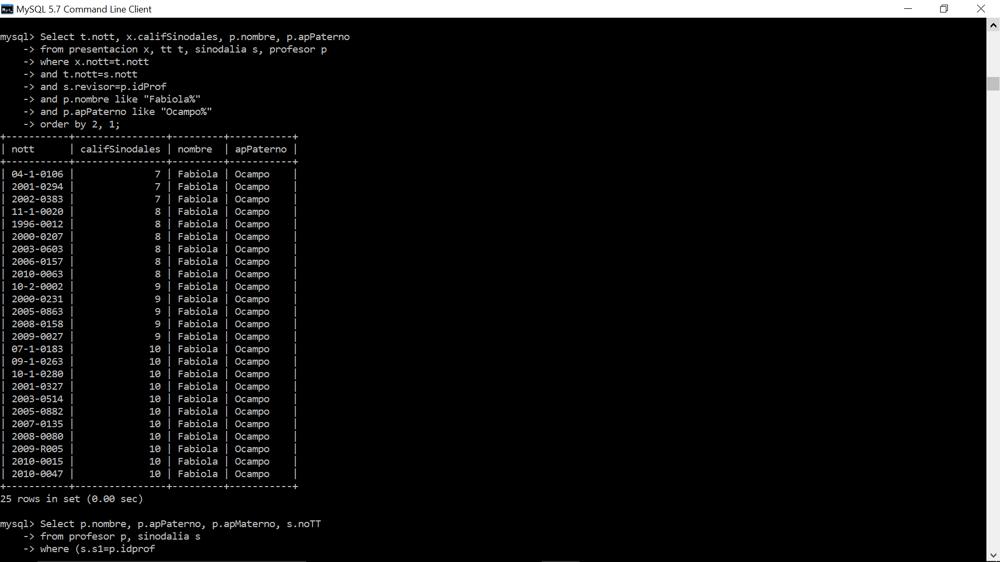 MySQL 5.7 Command Line Client
mysql> Select t.nott, x.califSinodales, p.nombre, p.apPaterno
    -> from presentacion x, tt t, sinodalia s, profesor p
    -> where x.nott=t.nott
    -> and t.nott=s.nott
    -> and s.revisor=p.idProf
    -> and p.nombre like "Fabiola%"
    -> and p.apPaterno like "Ocampo%"
    -> order by 2, 1;
+-----------+----------------+---------+-----------+
| nott      | califSinodales | nombre  | apPaterno |
+-----------+----------------+---------+-----------+
| 04-1-0106 |              7 | Fabiola | Ocampo    |
| 2001-0294 |              7 | Fabiola | Ocampo    |
| 2002-0383 |              7 | Fabiola | Ocampo    |
| 11-1-0020 |              8 | Fabiola | Ocampo    |
| 1996-0012 |              8 | Fabiola | Ocampo    |
| 2000-0207 |              8 | Fabiola | Ocampo    |
| 2003-0603 |              8 | Fabiola | Ocampo    |
| 2006-0157 |              8 | Fabiola | Ocampo    |
| 2010-0063 |              8 | Fabiola | Ocampo    |
| 10-2-0002 |              9 | Fabiola | Ocampo    |
| 2000-0231 |              9 | Fabiola | Ocampo    |
| 2005-0863 |              9 | Fabiola | Ocampo    |
| 2008-0158 |              9 | Fabiola | Ocampo    |
| 2009-0027 |              9 | Fabiola | Ocampo    |
| 07-1-0183 |             10 | Fabiola | Ocampo    |
| 09-1-0263 |             10 | Fabiola | Ocampo    |
| 10-1-0280 |             10 | Fabiola | Ocampo    |
| 2001-0327 |             10 | Fabiola | Ocampo    |
| 2003-0514 |             10 | Fabiola | Ocampo    |
| 2005-0882 |             10 | Fabiola | Ocampo    |
| 2007-0135 |             10 | Fabiola | Ocampo    |
| 2008-0080 |             10 | Fabiola | Ocampo    |
| 2009-R005 |             10 | Fabiola | Ocampo    |
| 2010-0015 |             10 | Fabiola | Ocampo    |
| 2010-0047 |             10 | Fabiola | Ocampo    |
+-----------+----------------+---------+-----------+
25 rows in set (0.00 sec)
mysql> Select p.nombre, p.apPaterno, p.apMaterno, s.noTT
    -> from profesor p, sinodalia s
    -> where (s.s1=p.idprof